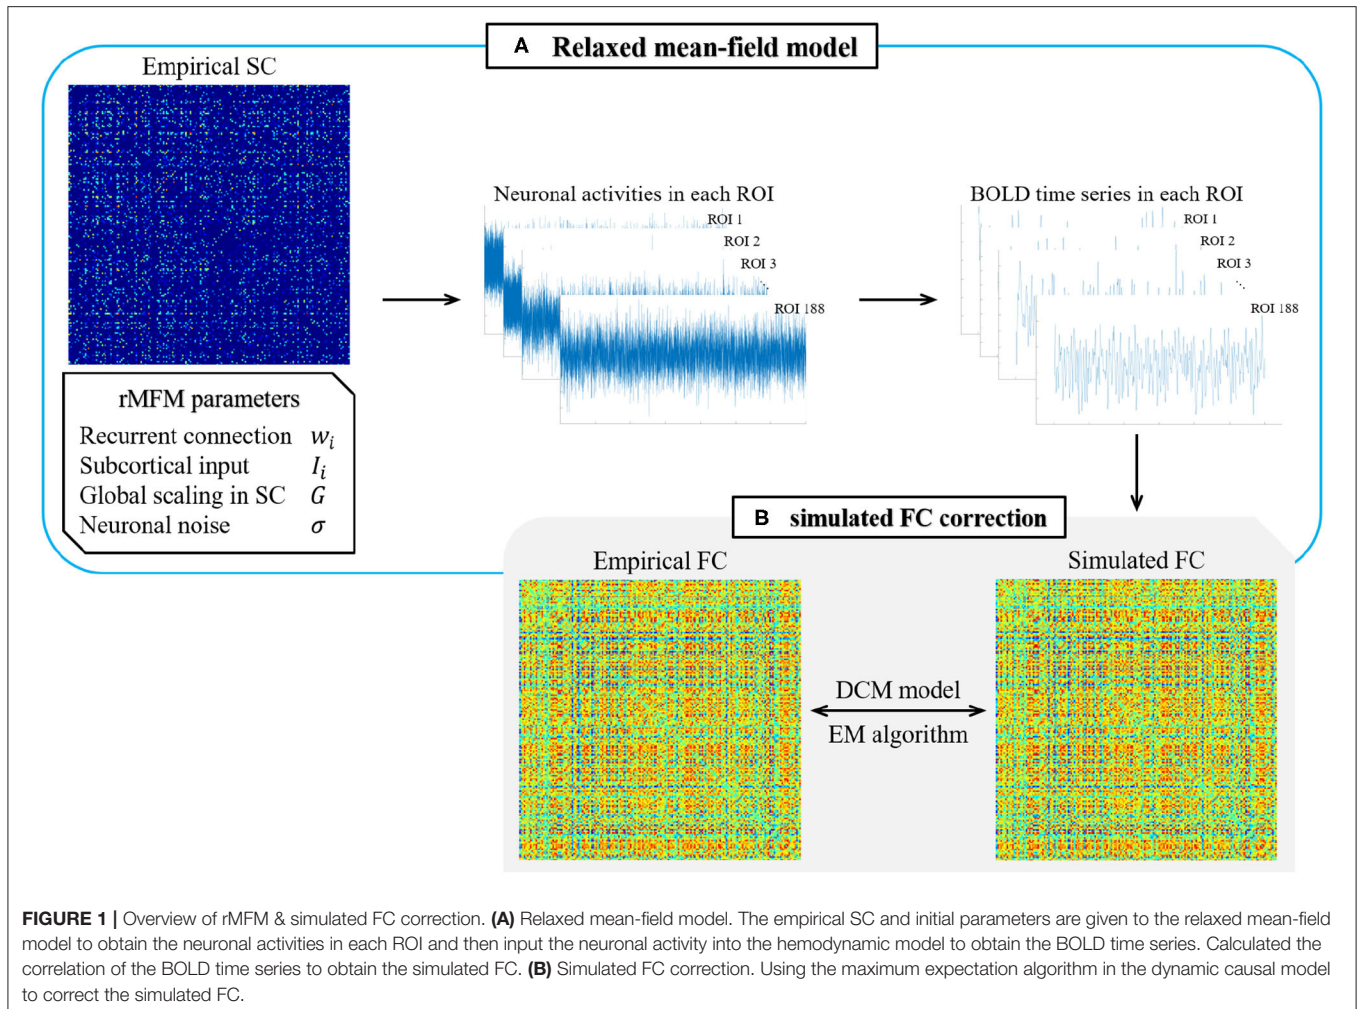 A Relaxed mean-field model
Empirical SC
Neuronal activities in each ROI
ROI 1
ROI 2
ROI 3
ROI 188
BOLD time series in each ROI
ROI 1
ROI 2
ROI 3
ROI 188
rMFM parameters
Recurrent connection w_i
Subcortical input I_i
Global scaling in SC G
Neuronal noise σ
B simulated FC correction
Empirical FC
Simulated FC
DCM model
EM algorithm
FIGURE 1 | Overview of rMFM & simulated FC correction. (A) Relaxed mean-field model. The empirical SC and initial parameters are given to the relaxed mean-field
model to obtain the neuronal activities in each ROI and then input the neuronal activity into the hemodynamic model to obtain the BOLD time series. Calculated the
correlation of the BOLD time series to obtain the simulated FC. (B) Simulated FC correction. Using the maximum expectation algorithm in the dynamic causal model
to correct the simulated FC.